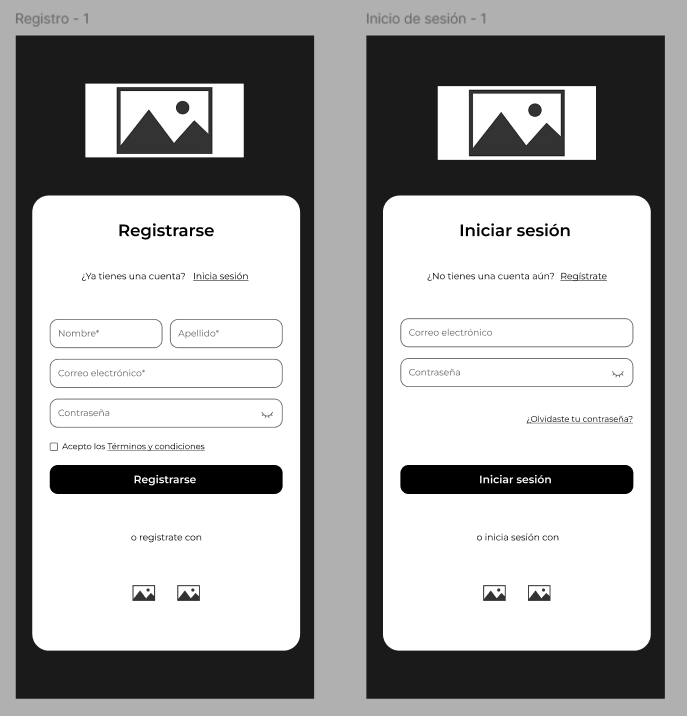 Registro - 1
Registrarse
¿Ya tienes una cuenta? Inicia sesión
Nombre*
Apellido*
Correo electrónico*
Contraseña
Acepto los Términos y condiciones
Registrarse
o registrate con
Inicio de sesión - 1
Iniciar sesión
¿No tienes una cuenta aún? Regístrate
Correo electrónico
Contraseña
¿Olvidaste tu contraseña?
Iniciar sesión
o inicia sesión con